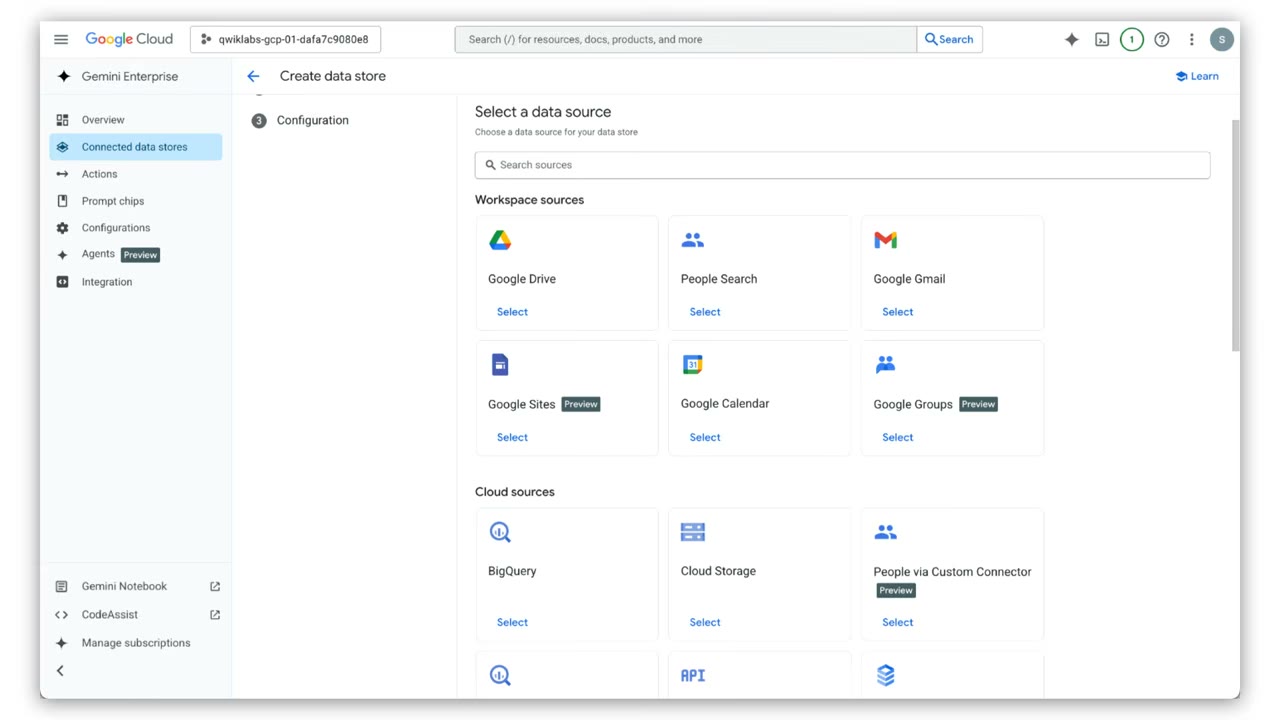 Google Cloud
qwiklabs-gcp-01-dafa7c9080e8
Search (/) for resources, docs, products, and more
Search
1
S
Gemini Enterprise
Create data store
Learn
Overview
Connected data stores
Actions
Prompt chips
Configurations
Agents Preview
Integration
Gemini Notebook
CodeAssist
Manage subscriptions
3 Configuration
Select a data source
Choose a data source for your data store
Search sources
Workspace sources
Google Drive
Select
People Search
Select
Google Gmail
Select
Google Sites Preview
Select
31
Google Calendar
Select
Google Groups Preview
Select
Cloud sources
BigQuery
Select
Cloud Storage
Select
People via Custom Connector
Preview
Select
API